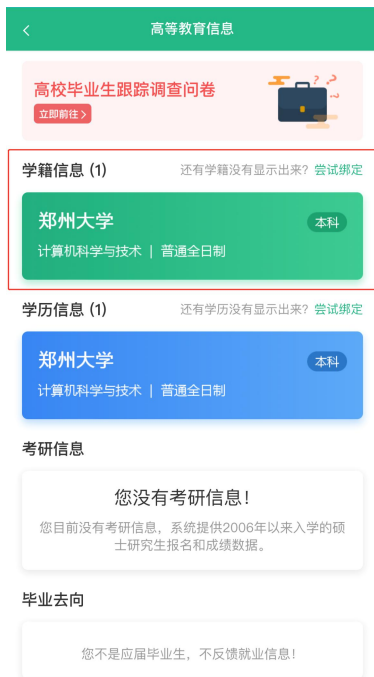 高等教育信息
高校毕业生跟踪调查问卷
立即前往>
学籍信息 (1) 还有学籍没有显示出来？尝试绑定
郑州大学 本科
计算机科学与技术 | 普通全日制
学历信息 (1) 还有学历没有显示出来？尝试绑定
郑州大学 本科
计算机科学与技术 | 普通全日制
考研信息
您没有考研信息！
您目前没有考研信息，系统提供2006年以来入学的硕
士研究生报名和成绩数据。
毕业去向
您不是应届毕业生，不反馈就业信息！